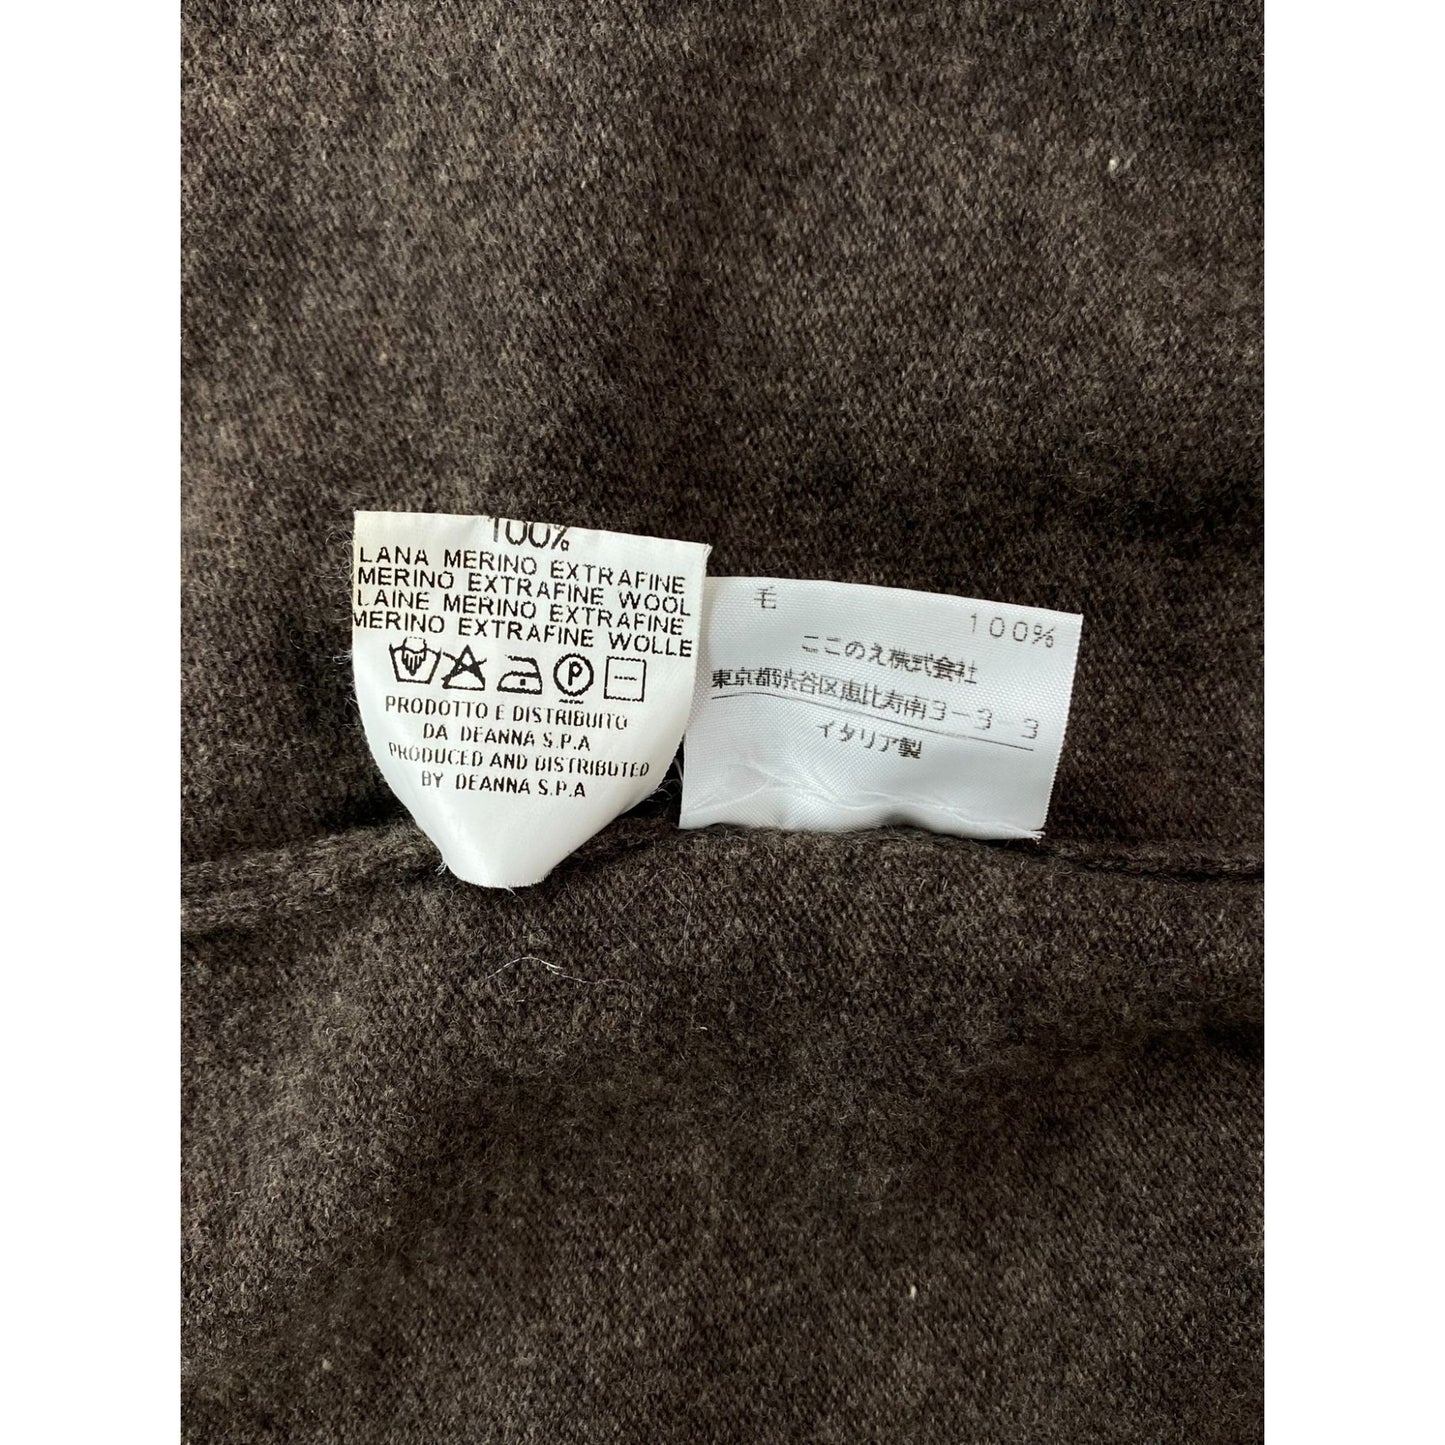 100%
LANA MERINO EXTRAFINE
MERINO EXTRAFINE WOOL
LAINE MERINO EXTRAFINE
MERINO EXTRAFINE WOLLE
P
PRODOTTO E DISTRIBUITO
DA DEANNA S.P.A
PRODUCED AND DISTRIBUTED
BY DEANNA S.P.A
毛 100%
ここのえ株式会社
東京都渋谷区恵比寿南3-3-3
イタリア製